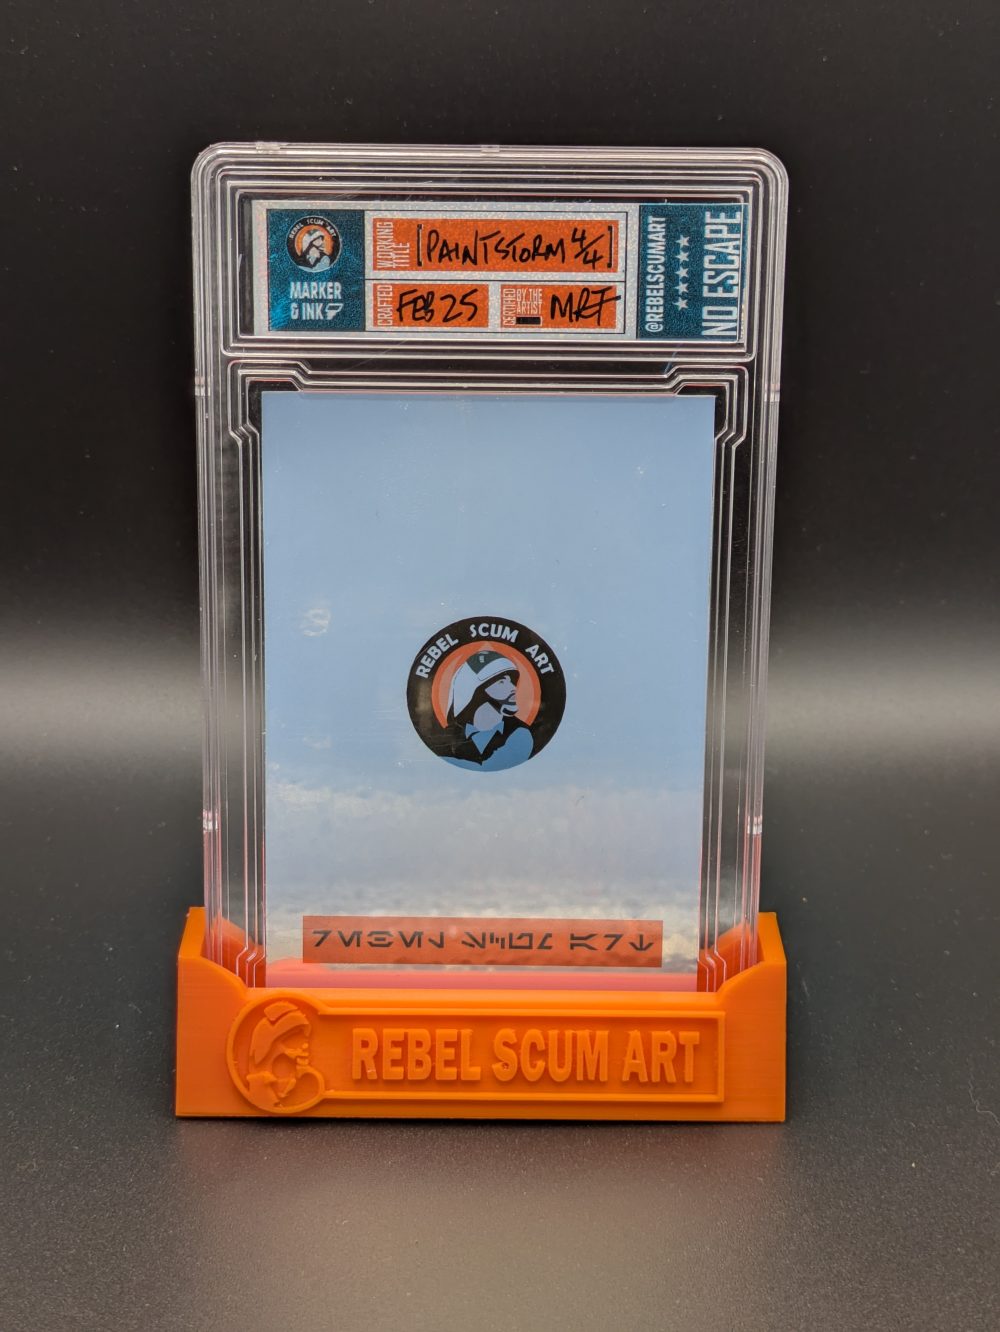 REBEL SCUM ART
MARKER
& INK
WORKING
TITLE
[PAINTSTORM 4/4]
CRAFTED
FEB 25
CERTIFIED
BY THE
ARTIST
MRT
@REBELSCUMART
NO ESCAPE
REBEL SCUM ART
REBEL SCUM ART